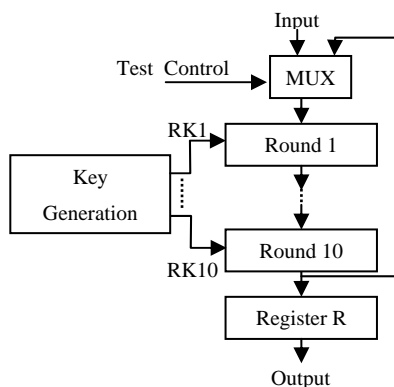 Input
Test Control
MUX
RK1
Round 1
Key
Generation
Round 10
RK10
Register R
Output